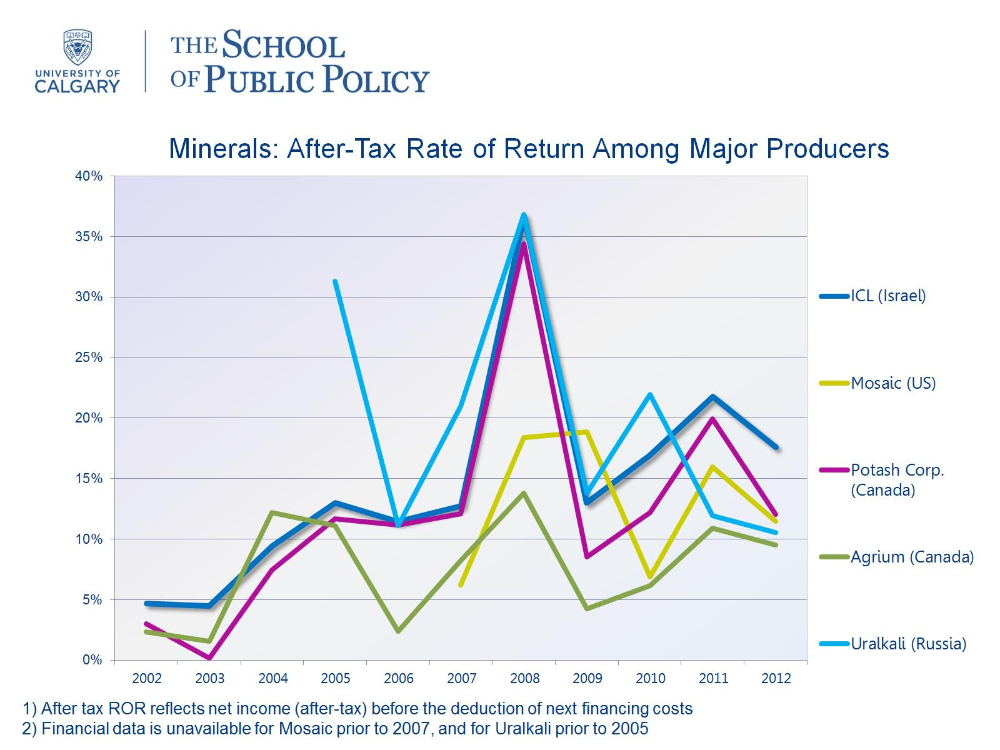 UNIVERSITY OF
CALGARY
THE SCHOOL
OF PUBLIC POLICY
Minerals: After-Tax Rate of Return Among Major Producers
40%
35%
30%
25%
20%
15%
10%
5%
0%
2002 2003 2004 2005 2006 2007 2008 2009 2010 2011 2012
ICL (Israel)
Mosaic (US)
Potash Corp.
(Canada)
Agrium (Canada)
Uralkali (Russia)
1) After tax ROR reflects net income (after-tax) before the deduction of next financing costs
2) Financial data is unavailable for Mosaic prior to 2007, and for Uralkali prior to 2005